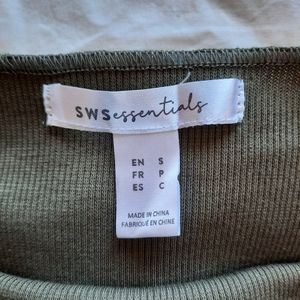 SWSessentials
EN S
FR P
ES C
MADE IN CHINA
FABRIQUÉ EN CHINE